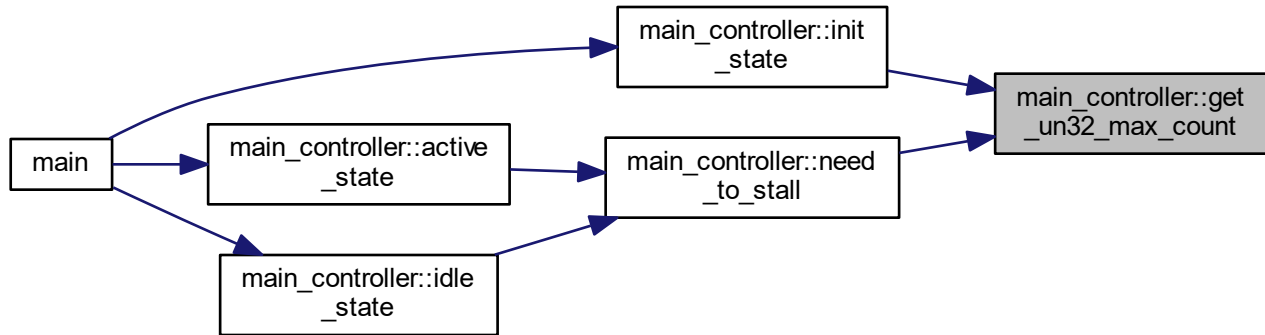 main_controller::init
_state
main_controller::get
_un32_max_count
main
main_controller::active
_state
main_controller::need
_to_stall
main_controller::idle
_state